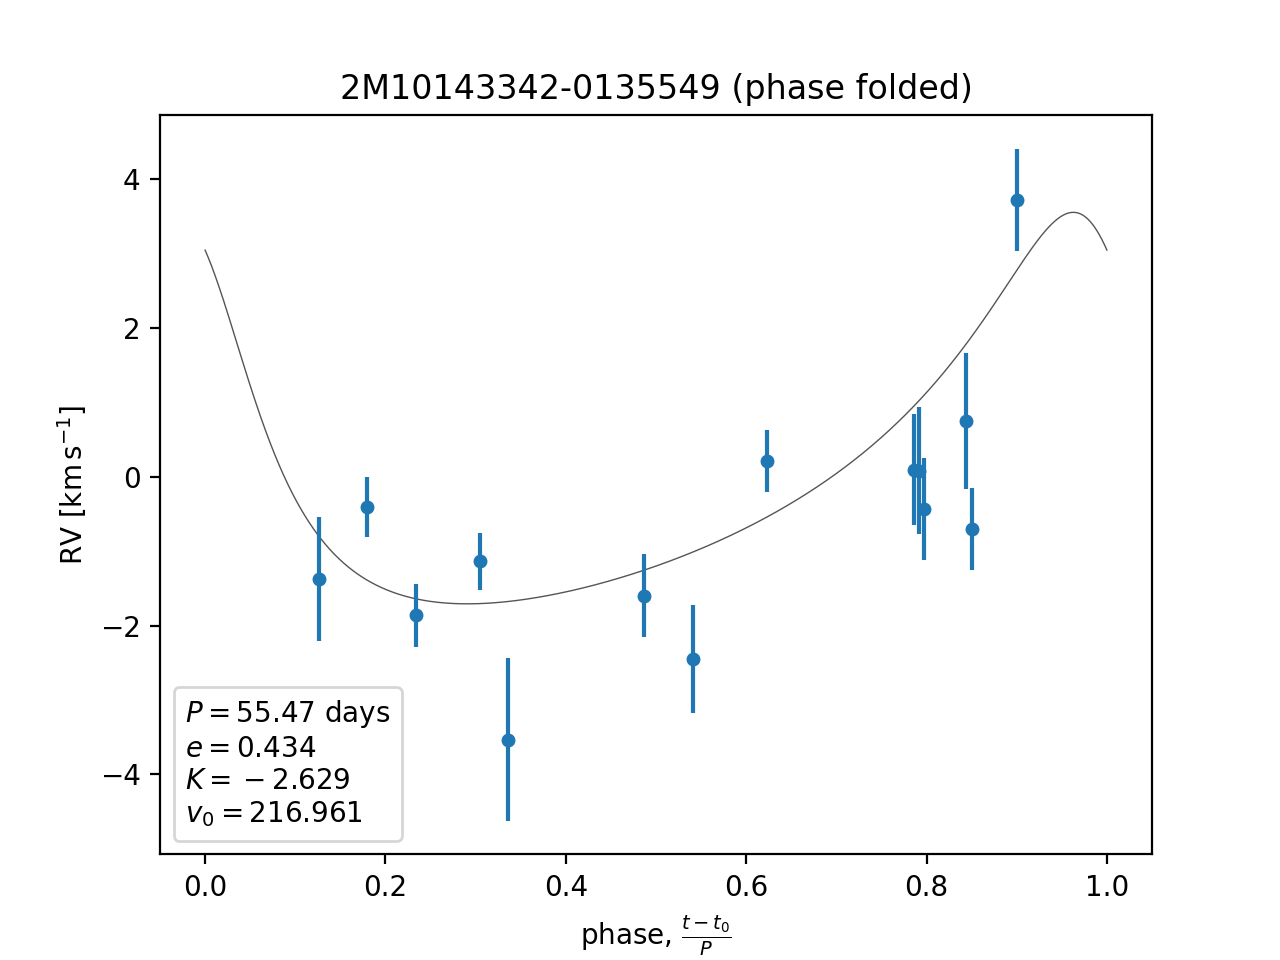 2M10143342-0135549 (phase folded)
RV [km s⁻¹]
4
2
0
−2
−4
P = 55.47 days
e = 0.434
K = −2.629
v₀ = 216.961
0.0 0.2 0.4 0.6 0.8 1.0
phase, (t − t₀)/P